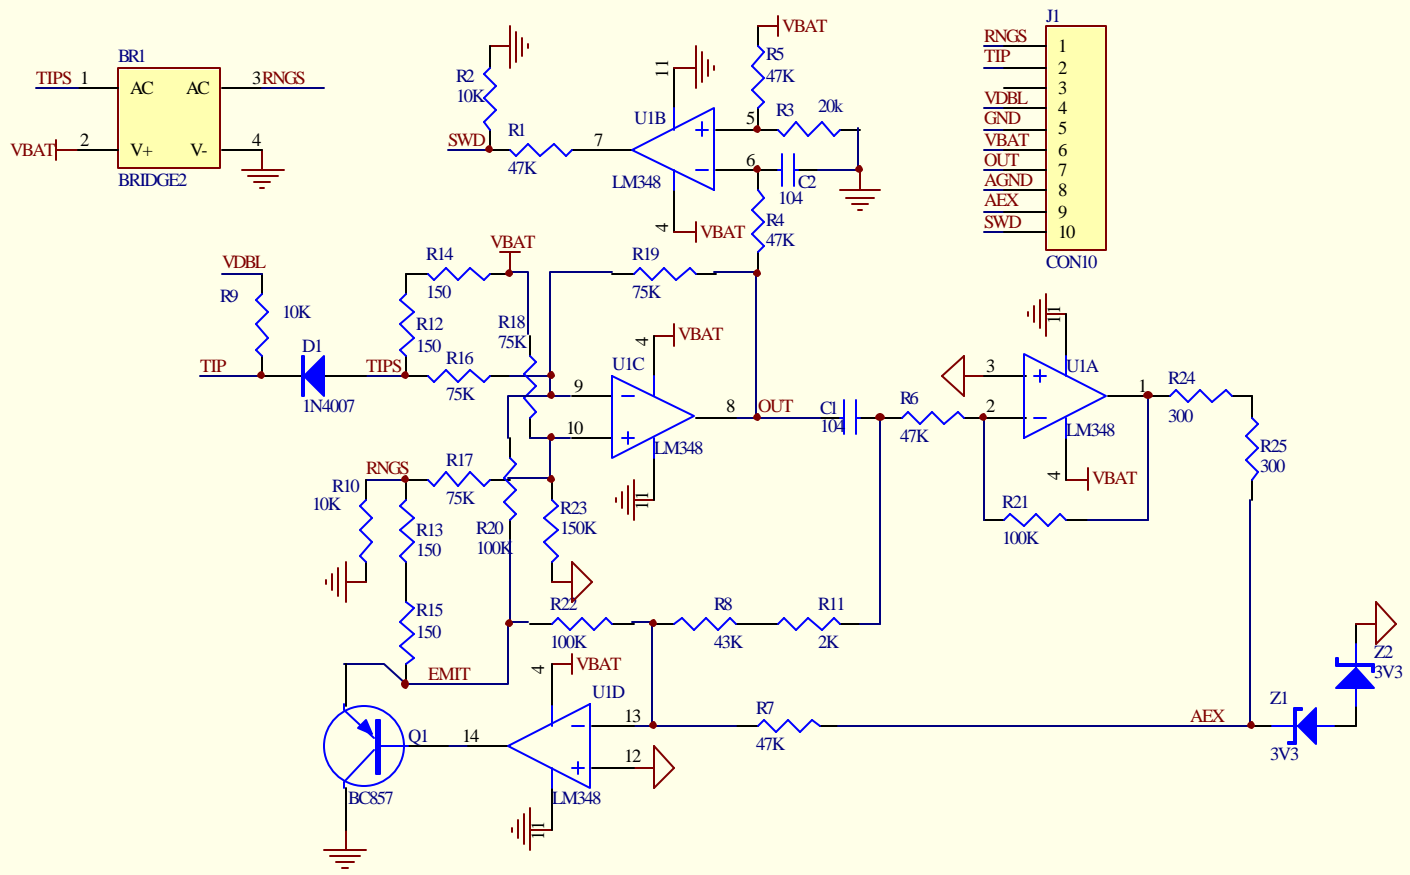 BR1
TIPS 1 AC AC 3 RNGS
VBAT 2 V+ V- 4
BRIDGE2
R2
10K
SWD
R1
47K
7
U1B
LM348
11
4
VBAT
5
6
VBAT
R5
47K
R3 20k
C2
104
R4
47K
J1
RNGS 1
TIP 2
3
VDBL 4
GND 5
VBAT 6
OUT 7
AGND 8
AEX 9
SWD 10
CON10
VDBL
R9
10K
TIP
D1
1N4007
TIPS
R14
150
VBAT
R12
150
R16
75K
R18
75K
R19
75K
U1C
4
VBAT
9
10
8
OUT
LM348
11
C1
104
R6
47K
11
3
2
1
U1A
LM348
4
VBAT
R24
300
R25
300
R21
100K
RNGS
R10
10K
R17
75K
R13
150
R20
100K
R23
150K
R15
150
R22
100K
R8
43K
R11
2K
EMIT
4
VBAT
U1D
13
12
14
LM348
11
Q1
BC857
R7
47K
AEX
Z1
3V3
Z2
3V3